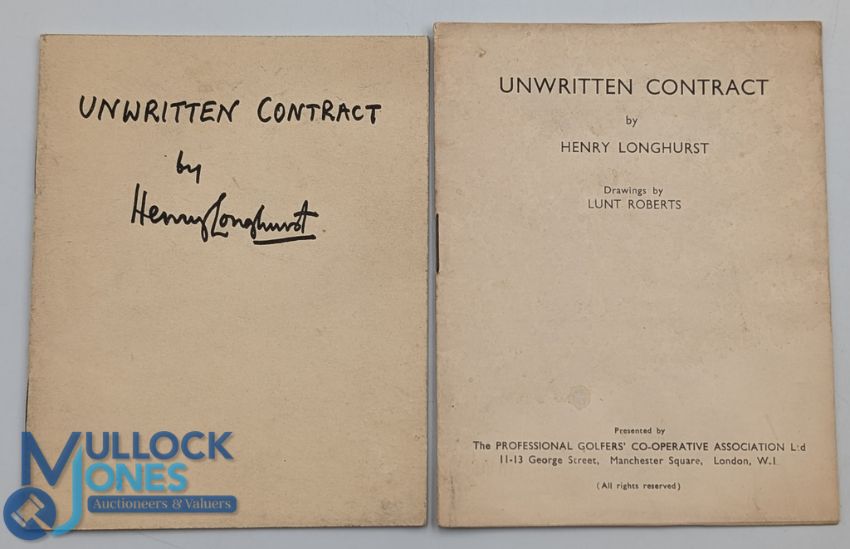 UNWRITTEN CONTRACT
by
Henry Longhurst
UNWRITTEN CONTRACT
by
HENRY LONGHURST
Drawings by
LUNT ROBERTS
Presented by
The PROFESSIONAL GOLFERS' CO-OPERATIVE ASSOCIATION Ltd
11-13 George Street, Manchester Square, London, W.I.
(All rights reserved)
MULLOCK
JONES
Auctioneers & Valuers